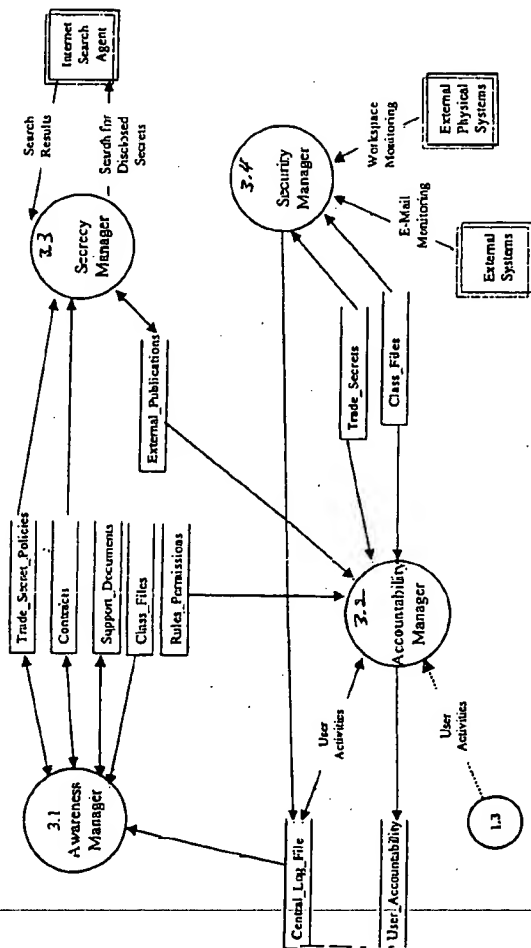 3.1
Awareness
Manager
Trade_Secret_Policies
Contracts
Support_Documents
Class_Files
Rules_Permissions
3.3
Secrecy
Manager
Search
Results
Search for
Disclosed
Secrets
Internet
Search
Agent
External_Publications
Central_Log_File
User
Activities
User_Accountability
3.2
Accountability
Manager
User
Activities
1.3
Trade_Secrets
Class_Files
3.4
Security
Manager
E-Mail
Monitoring
Workspace
Monitoring
External
Systems
External
Physical
Systems